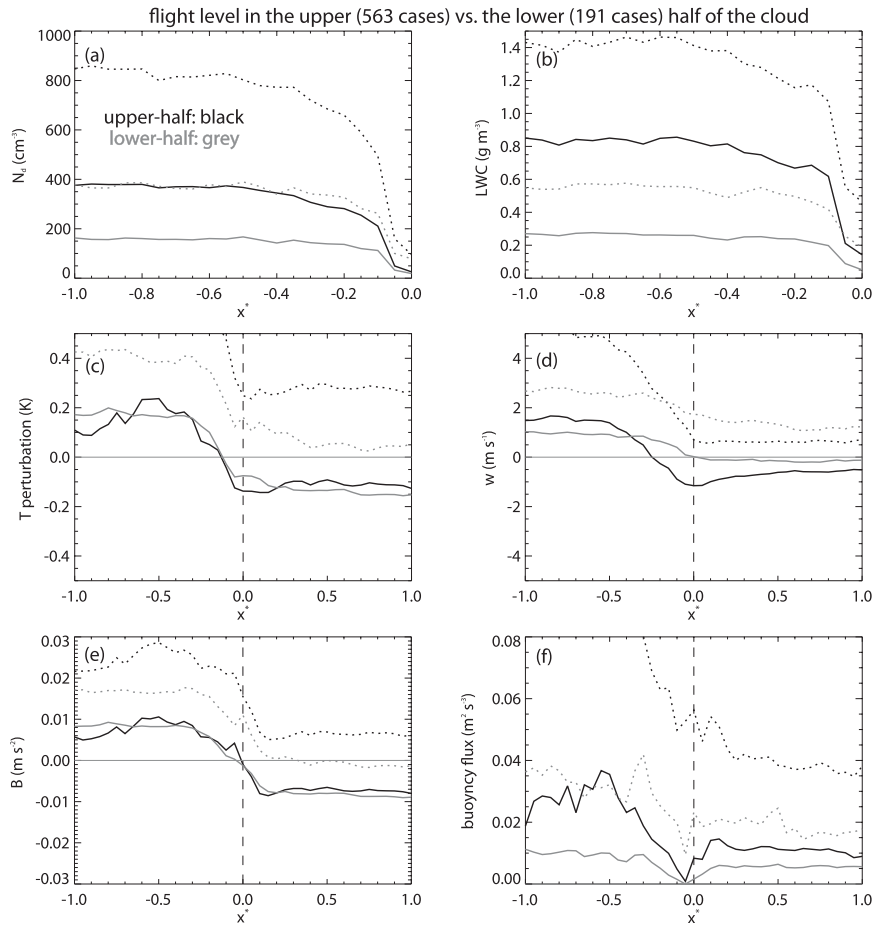 flight level in the upper (563 cases) vs. the lower (191 cases) half of the cloud
(a)
upper-half: black
lower-half: grey
N_d (cm⁻³)
1000
800
600
400
200
0
-1.0 -0.8 -0.6 -0.4 -0.2 0.0
x*
(b)
LWC (g m⁻³)
1.4
1.2
1.0
0.8
0.6
0.4
0.2
0.0
-1.0 -0.8 -0.6 -0.4 -0.2 0.0
x*
(c)
T perturbation (K)
0.4
0.2
0.0
-0.2
-0.4
-1.0 -0.5 0.0 0.5 1.0
x*
(d)
w (m s⁻¹)
4
2
0
-2
-4
-1.0 -0.5 0.0 0.5 1.0
x*
(e)
B (m s⁻²)
0.03
0.02
0.01
0.00
-0.01
-0.02
-0.03
-1.0 -0.5 0.0 0.5 1.0
x*
(f)
buoyncy flux (m² s⁻³)
0.08
0.06
0.04
0.02
0.00
-1.0 -0.5 0.0 0.5 1.0
x*